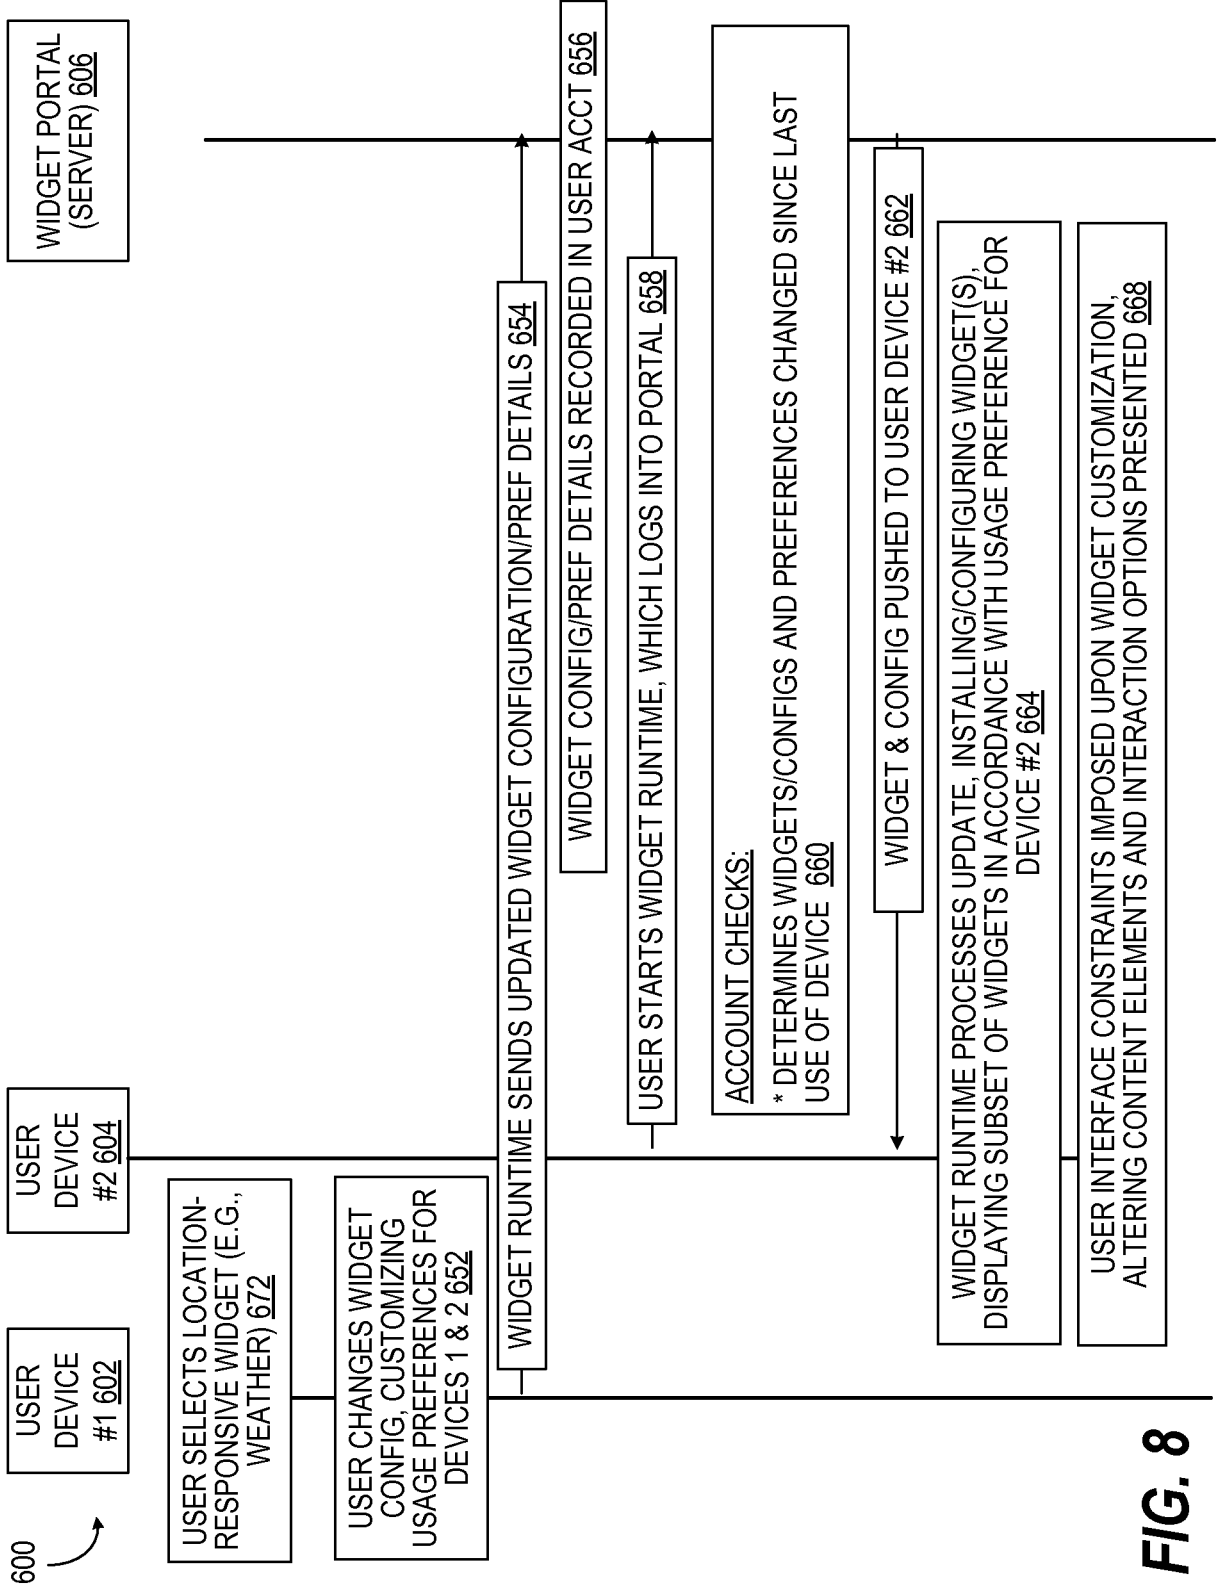 600
USER
DEVICE
#1 602
USER
DEVICE
#2 604
WIDGET PORTAL
(SERVER) 606
USER SELECTS LOCATION-
RESPONSIVE WIDGET (E.G.,
WEATHER) 672
USER CHANGES WIDGET
CONFIG, CUSTOMIZING
USAGE PREFERENCES FOR
DEVICES 1 & 2 652
WIDGET RUNTIME SENDS UPDATED WIDGET CONFIGURATION/PREF DETAILS 654
WIDGET CONFIG/PREF DETAILS RECORDED IN USER ACCT 656
USER STARTS WIDGET RUNTIME, WHICH LOGS INTO PORTAL 658
ACCOUNT CHECKS:
* DETERMINES WIDGETS/CONFIGS AND PREFERENCES CHANGED SINCE LAST
USE OF DEVICE 660
WIDGET & CONFIG PUSHED TO USER DEVICE #2 662
WIDGET RUNTIME PROCESSES UPDATE, INSTALLING/CONFIGURING WIDGET(S),
DISPLAYING SUBSET OF WIDGETS IN ACCORDANCE WITH USAGE PREFERENCE FOR
DEVICE #2 664
USER INTERFACE CONSTRAINTS IMPOSED UPON WIDGET CUSTOMIZATION,
ALTERING CONTENT ELEMENTS AND INTERACTION OPTIONS PRESENTED 668
FIG. 8